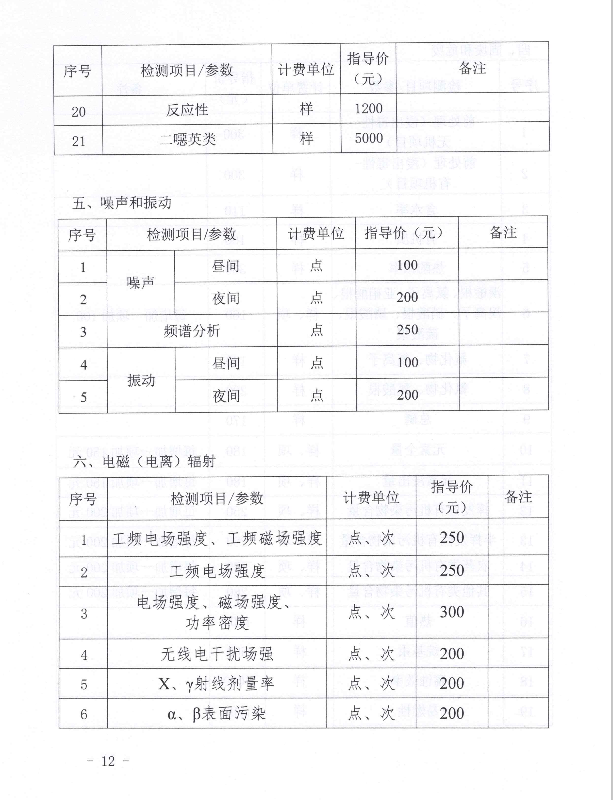 序号 检测项目/参数 计费单位 指导价（元） 备注
20 反应性 样 1200
21 二噁英类 样 5000
五、噪声和振动
序号 检测项目/参数 计费单位 指导价（元） 备注
1 噪声 昼间 点 100
2 夜间 点 200
3 频谱分析 点 250
4 振动 昼间 点 100
5 夜间 点 200
六、电磁（电离）辐射
序号 检测项目/参数 计费单位 指导价（元） 备注
1 工频电场强度、工频磁场强度 点、次 250
2 工频电场强度 点、次 250
3 电场强度、磁场强度、功率密度 点、次 300
4 无线电干扰场强 点、次 200
5 X、γ射线剂量率 点、次 200
6 α、β表面污染 点、次 200
- 12 -